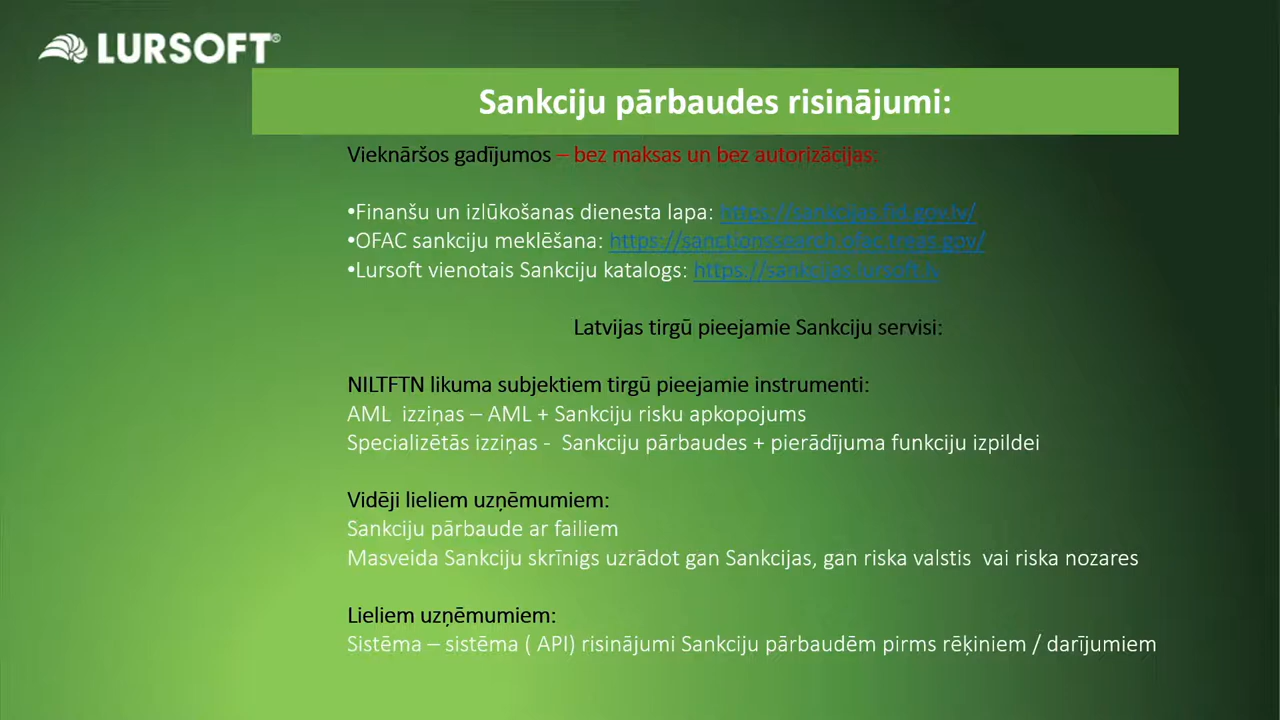 LURSOFT®
Sankciju pārbaudes risinājumi:
Vieknāršos gadījumos – bez maksas un bez autorizācijas:
•Finanšu un izlūkošanas dienesta lapa: https://sankcijas.fid.gov.lv/
•OFAC sankciju meklēšana: https://sanctionssearch.ofac.treas.gov/
•Lursoft vienotais Sankciju katalogs: https://sankcijas.lursoft.lv
Latvijas tirgū pieejamie Sankciju servisi:
NILTFTN likuma subjektiem tirgū pieejamie instrumenti:
AML izziņas – AML + Sankciju risku apkopojums
Specializētās izziņas - Sankciju pārbaudes + pierādījuma funkciju izpildei
Vidēji lieliem uzņēmumiem:
Sankciju pārbaude ar failiem
Masveida Sankciju skrīnigs uzrādot gan Sankcijas, gan riska valstis vai riska nozares
Lieliem uzņēmumiem:
Sistēma – sistēma ( API) risinājumi Sankciju pārbaudēm pirms rēķiniem / darījumiem